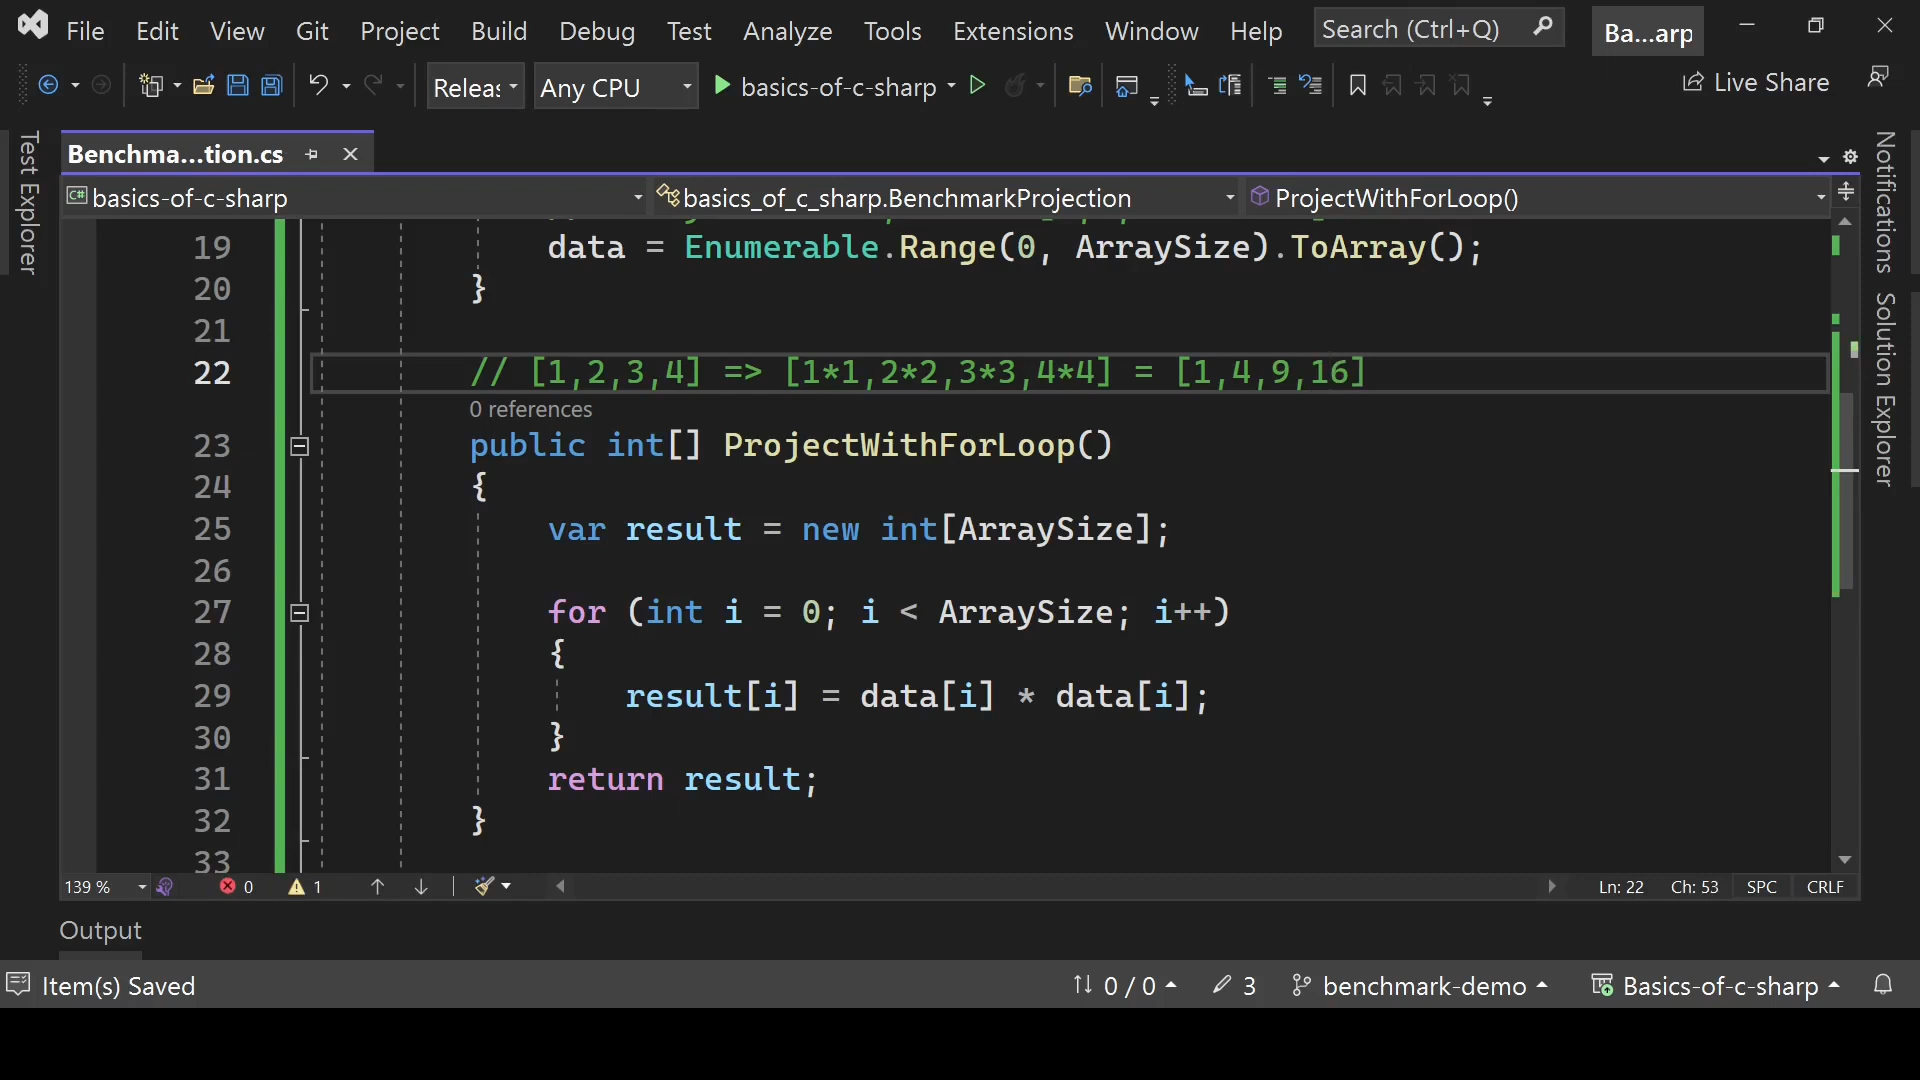 File Edit View Git Project Build Debug Test Analyze Tools Extensions Window Help Search (Ctrl+Q) Ba...arp
Releas Any CPU basics-of-c-sharp Live Share
Test Explorer
Benchma...tion.cs
C# basics-of-c-sharp basics_of_c_sharp.BenchmarkProjection ProjectWithForLoop()
19 data = Enumerable.Range(0, ArraySize).ToArray();
20 }
21
22 // [1,2,3,4] => [1*1,2*2,3*3,4*4] = [1,4,9,16]
0 references
23 public int[] ProjectWithForLoop()
24 {
25 var result = new int[ArraySize];
26
27 for (int i = 0; i < ArraySize; i++)
28 {
29 result[i] = data[i] * data[i];
30 }
31 return result;
32 }
33
Notifications
Solution Explorer
139 % 0 1 Ln: 22 Ch: 53 SPC CRLF
Output
Item(s) Saved 0 / 0 3 benchmark-demo Basics-of-c-sharp